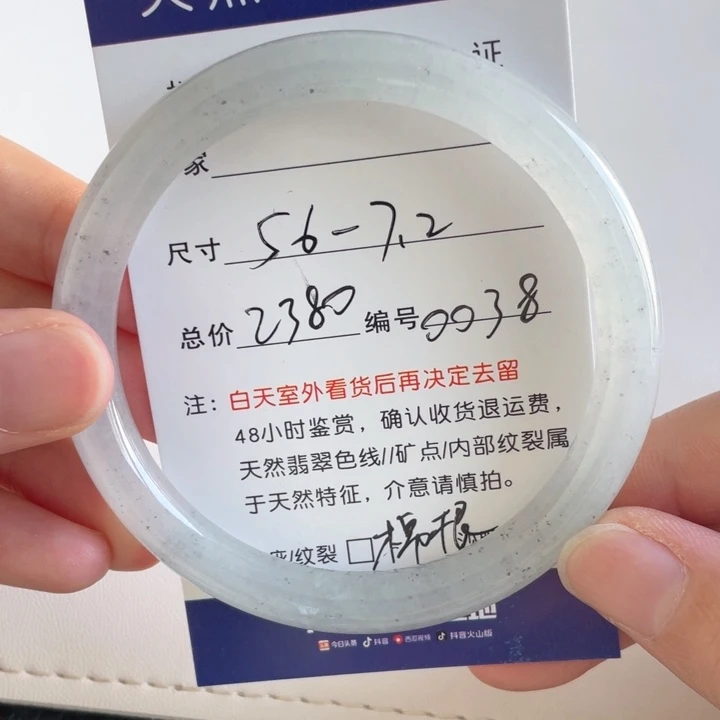 天然
证
家
尺寸 56-7.2
总价 2380 编号 0038
注：白天室外看货后再决定去留
48小时鉴赏，确认收货退运费，
天然翡翠色线//矿点/内部纹裂属
于天然特征，介意请慎拍。
/纹裂 □ 棉
今日头条 抖音 西瓜视频 抖音火山版